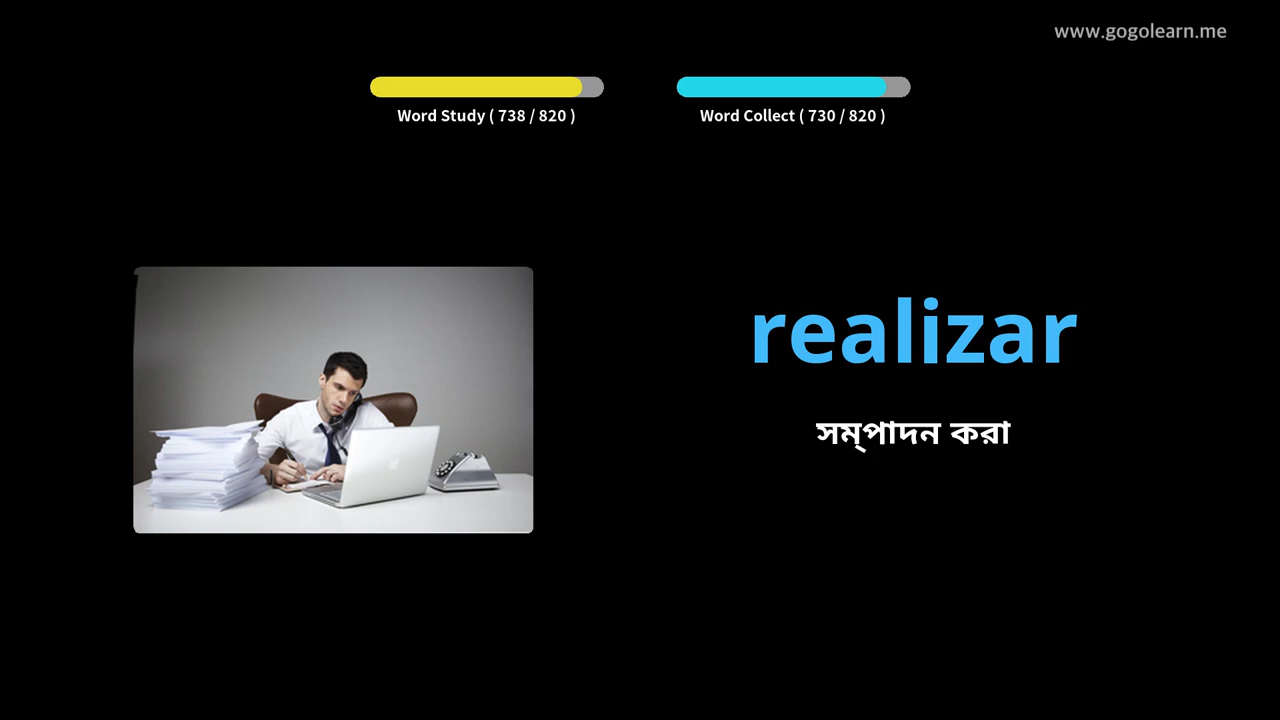 www.gogolearn.me
Word Study ( 738 / 820 )
Word Collect ( 730 / 820 )
realizar
সম্পাদন করা